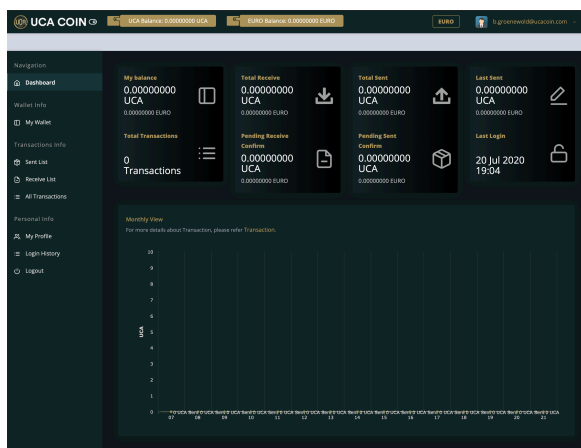 UCA COIN
UCA Balance: 0.00000000 UCA
EURO Balance: 0.00000000 EURO
EURO
b.groenewold@ucacoin.com
Navigation
Dashboard
Wallet Info
My Wallet
Transactions Info
Sent List
Receive List
All Transactions
Personal Info
My Profile
Login History
Logout
My balance
0.00000000
UCA
0.00000000 EURO
Total Receive
0.00000000
UCA
0.00000000 EURO
Total Sent
0.00000000
UCA
0.00000000 EURO
Last Sent
0.00000000
UCA
0.00000000 EURO
Total Transactions
0
Transactions
Pending Receive
Confirm
0.00000000
UCA
0.00000000 EURO
Pending Sent
Confirm
0.00000000
UCA
0.00000000 EURO
Last Login
20 Jul 2020
19:04
Monthly View
For more details about Transaction, please refer Transaction.
10
9
8
7
6
5
4
3
2
1
0
UCA
07 08 09 10 11 12 13 14 15 16 17 18 19 20 21